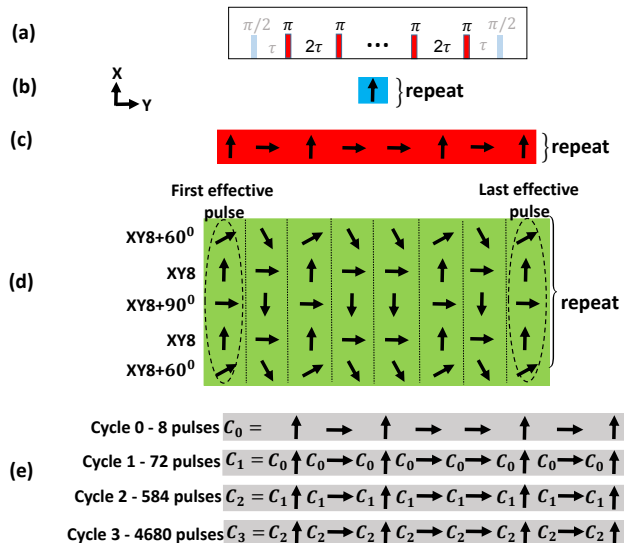 (a)
π/2 π π π π π/2
τ 2τ ••• 2τ τ
(b)
X
Y
repeat
(c)
repeat
First effective pulse
Last effective pulse
(d)
XY8+60⁰
XY8
XY8+90⁰
XY8
XY8+60⁰
repeat
(e)
Cycle 0 - 8 pulses C₀ =
Cycle 1 - 72 pulses C₁ = C₀ C₀ C₀ C₀ C₀ C₀ C₀ C₀
Cycle 2 - 584 pulses C₂ = C₁ C₁ C₁ C₁ C₁ C₁ C₁ C₁
Cycle 3 - 4680 pulses C₃ = C₂ C₂ C₂ C₂ C₂ C₂ C₂ C₂